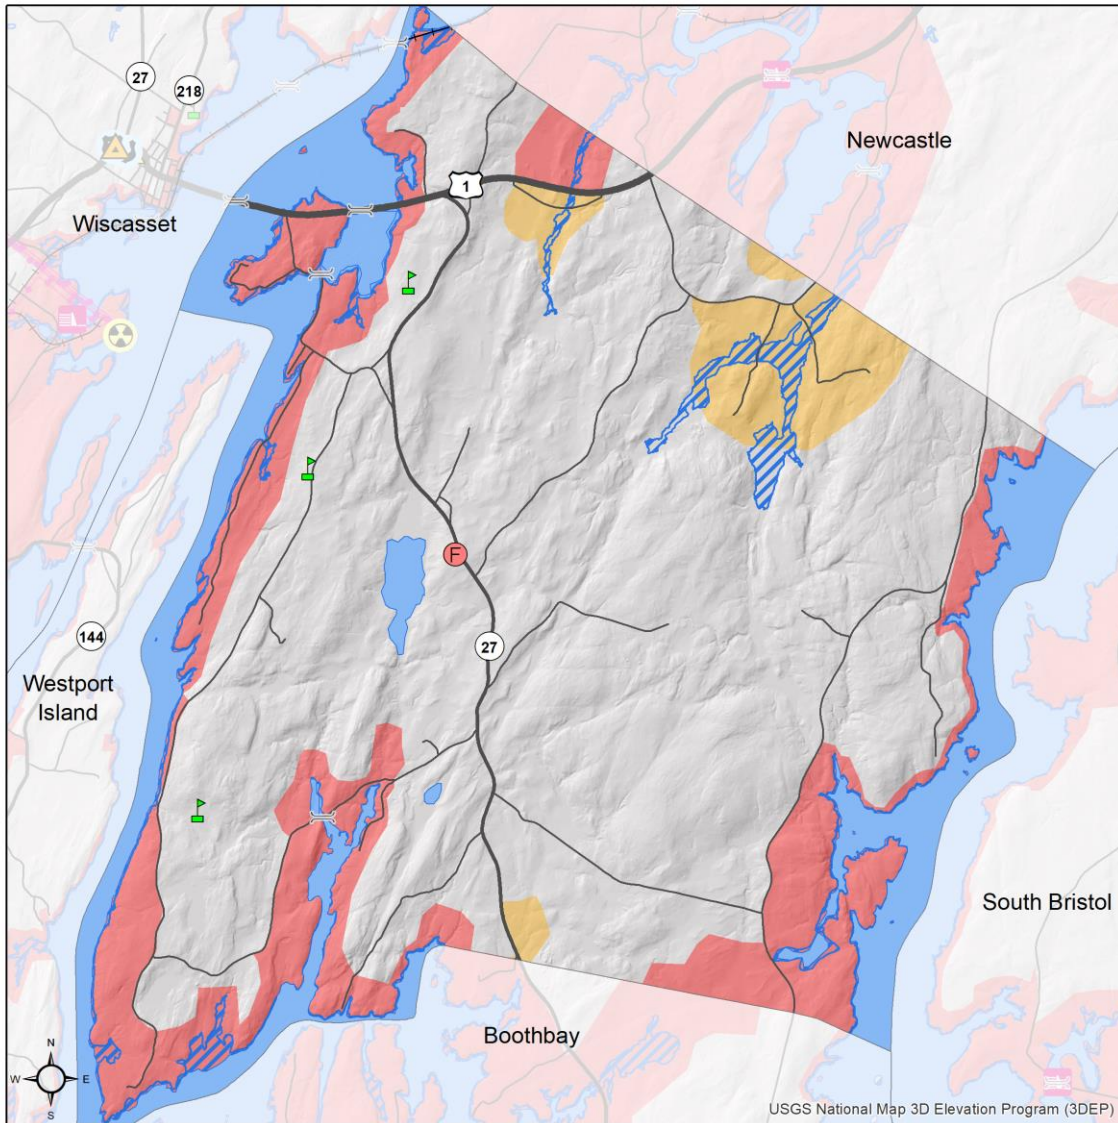 27
218
Newcastle
1
Wiscasset
F
27
144
Westport
Island
South Bristol
Boothbay
N
W
E
S
USGS National Map 3D Elevation Program (3DEP)